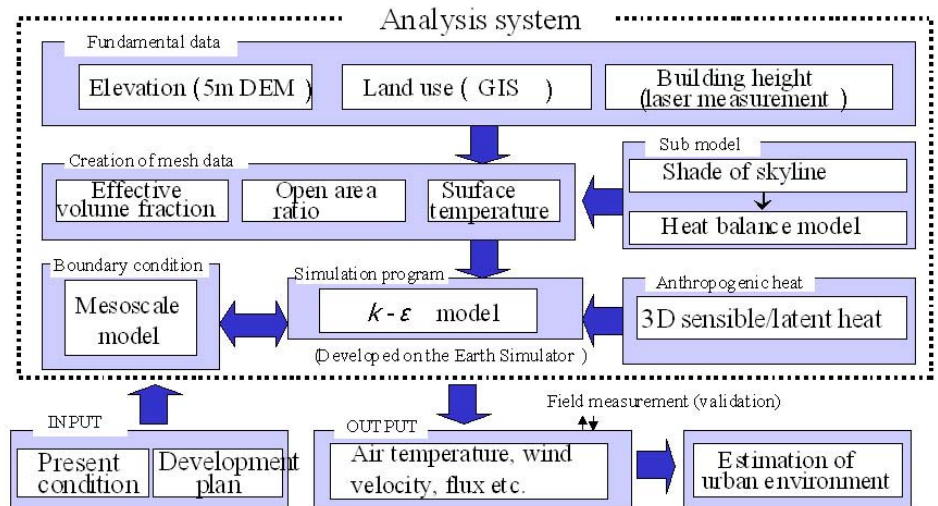 Analysis system
Fundamental data
Elevation (5m DEM )
Land use ( GIS )
Building height
(laser measurement )
Creation of mesh data
Effective
volume fraction
Open area
ratio
Surface
temperature
Sub model
Shade of skyline
Heat balance model
Boundary condition
Mesoscale
model
Simulation program
k - ε model
(Developed on the Earth Simulator )
Anthropogenic heat
3D sensible/latent heat
INPUT
Present
condition
Development
plan
OUTPUT
Air temperature, wind
velocity, flux etc.
Field measurement (validation)
Estimation of
urban environment